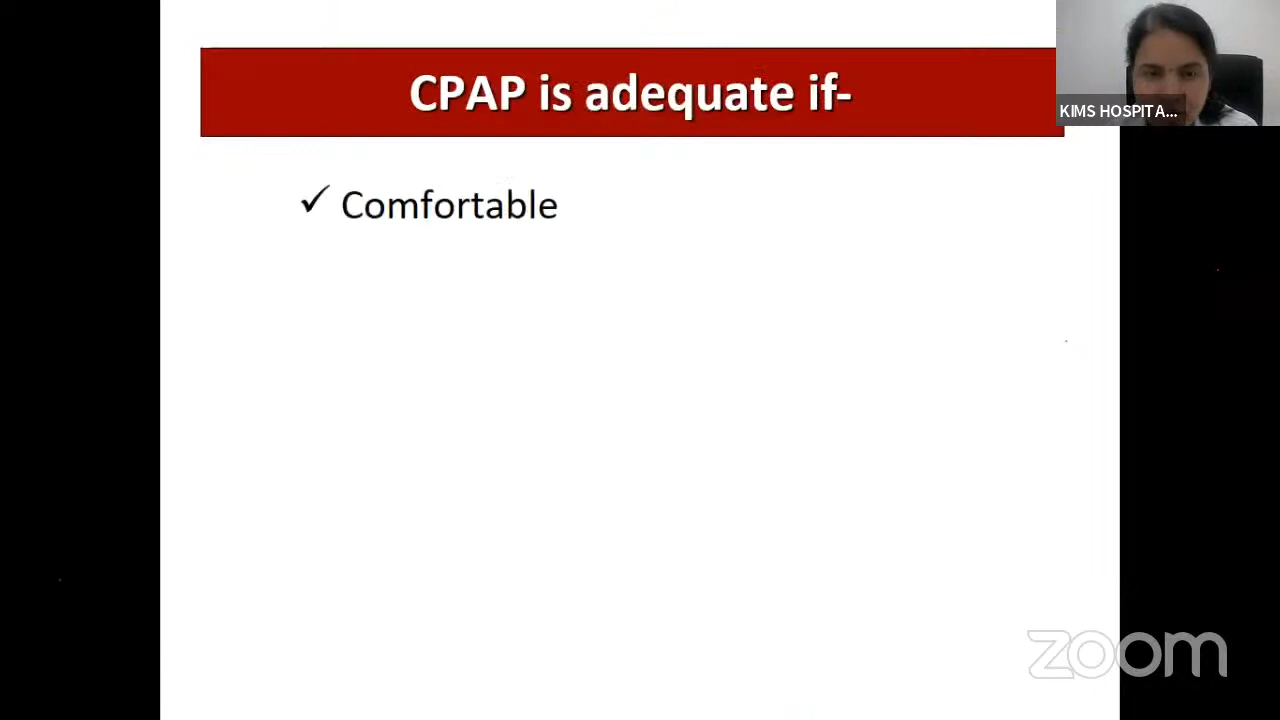 CPAP is adequate if-
KIMS HOSPITA...
✓ Comfortable
zoom